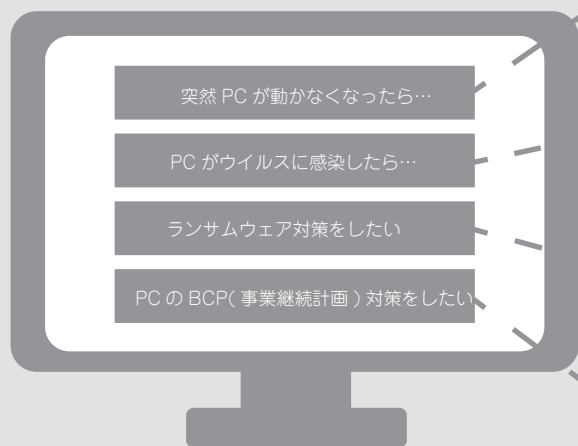 突然 PC が動かなくなったら…
PC がウイルスに感染したら…
ランサムウェア対策をしたい
PC の BCP( 事業継続計画 ) 対策をしたい